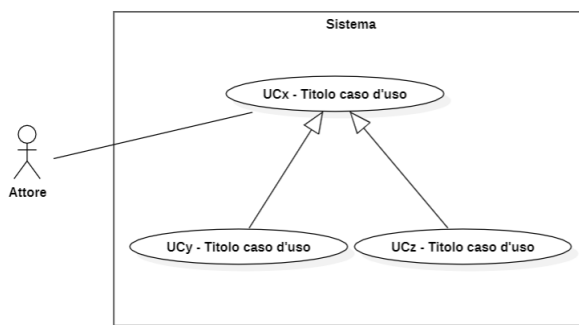 Sistema
UCx - Titolo caso d'uso
Attore
UCy - Titolo caso d'uso
UCz - Titolo caso d'uso